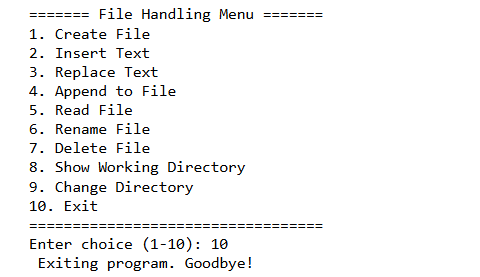 ======= File Handling Menu =======
1. Create File
2. Insert Text
3. Replace Text
4. Append to File
5. Read File
6. Rename File
7. Delete File
8. Show Working Directory
9. Change Directory
10. Exit
==================================
Enter choice (1-10): 10
 Exiting program. Goodbye!